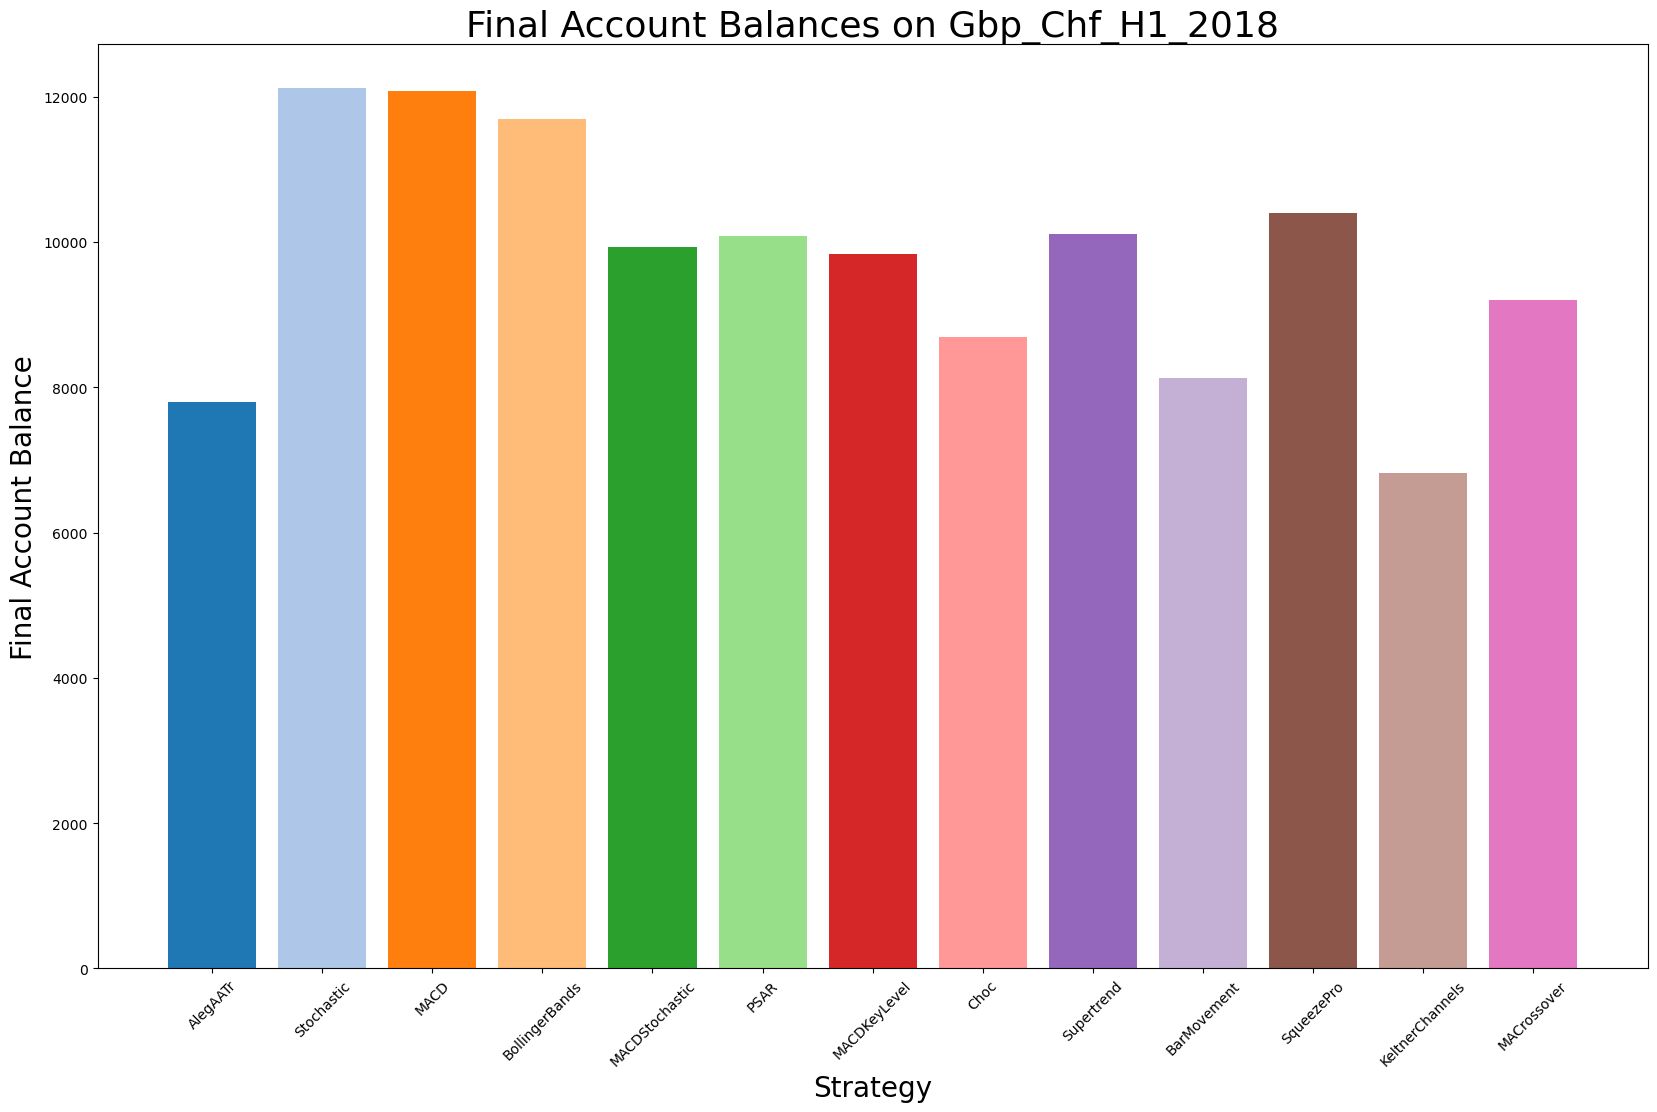 Final Account Balances on Gbp_Chf_H1_2018
Final Account Balance
12000
10000
8000
6000
4000
2000
0
AlegAATr
Stochastic
MACD
BollingerBands
MACDStochastic
PSAR
MACDKeyLevel
Choc
Supertrend
BarMovement
SqueezePro
KeltnerChannels
MACrossover
Strategy